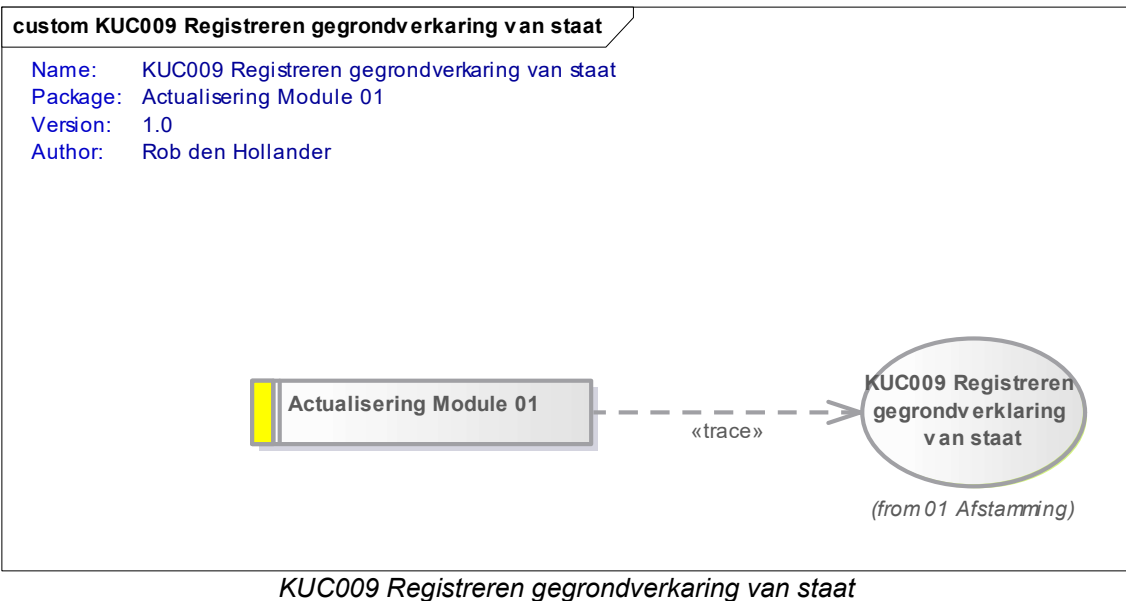 custom KUC009 Registreren gegrondverkaring van staat
Name: KUC009 Registreren gegrondverkaring van staat
Package: Actualisering Module 01
Version: 1.0
Author: Rob den Hollander
Actualisering Module 01
«trace»
KUC009 Registreren
gegrondverklaring
van staat
(from 01 Afstamming)
KUC009 Registreren gegrondverkaring van staat